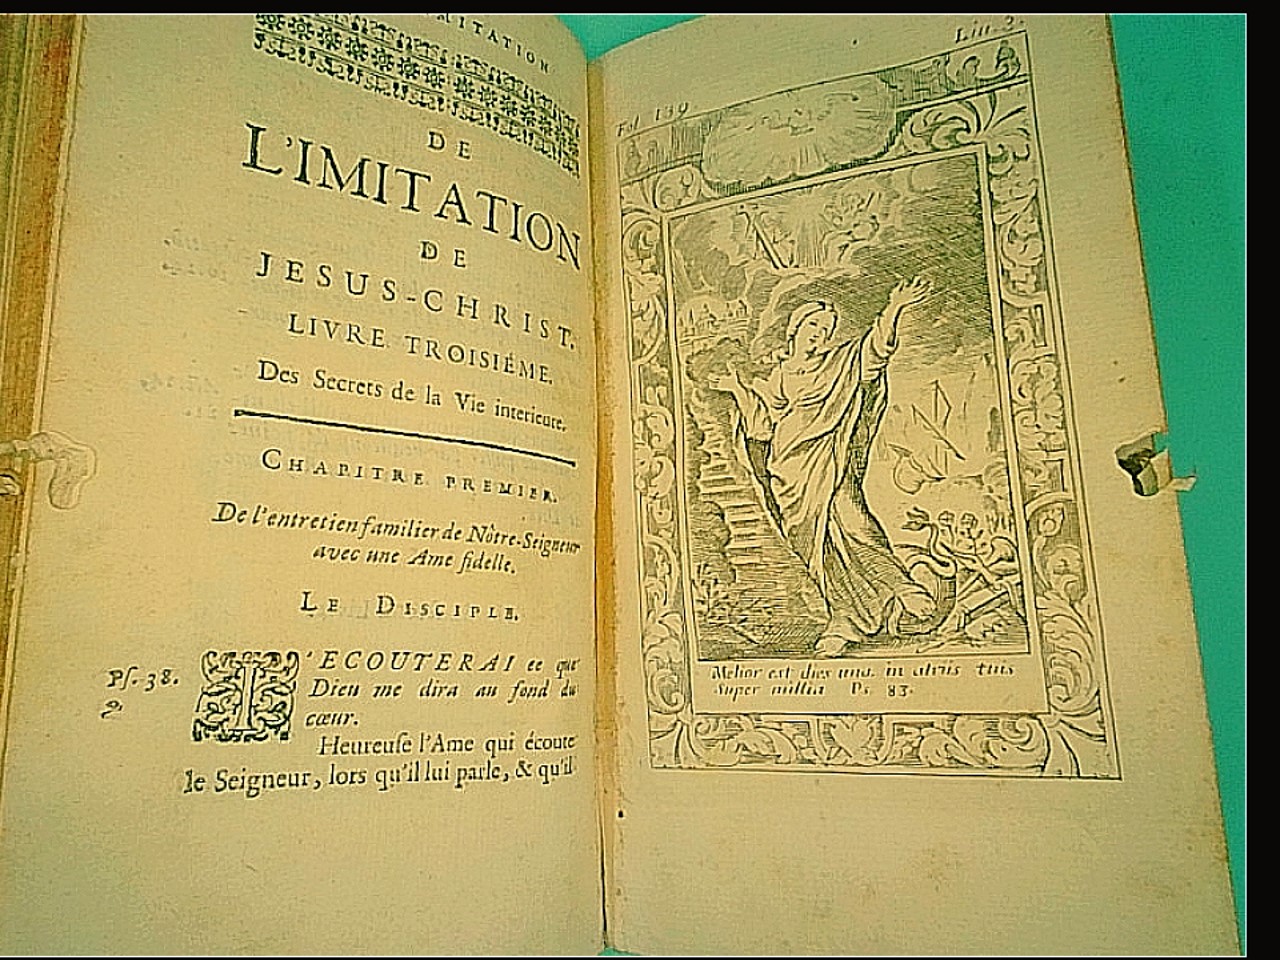 IMITATION
DE
L'IMITATION
DE
JESUS-CHRIST.
LIVRE TROISIÉME.
Des Secrets de la Vie interieure.
CHAPITRE PREMIER.
De l'entretien familier de Nôtre-Seigneur
avec une Ame fidelle.
LE DISCIPLE.
Pſ. 38.
J'ECOUTERAI ce que
Dieu me dira au fond du
cœur.
Heureuſe l'Ame qui écoute
le Seigneur, lors qu'il lui parle, & qu'il
Fol 139
Melior est dies una in atriis tuis
Super millia Ps 83.